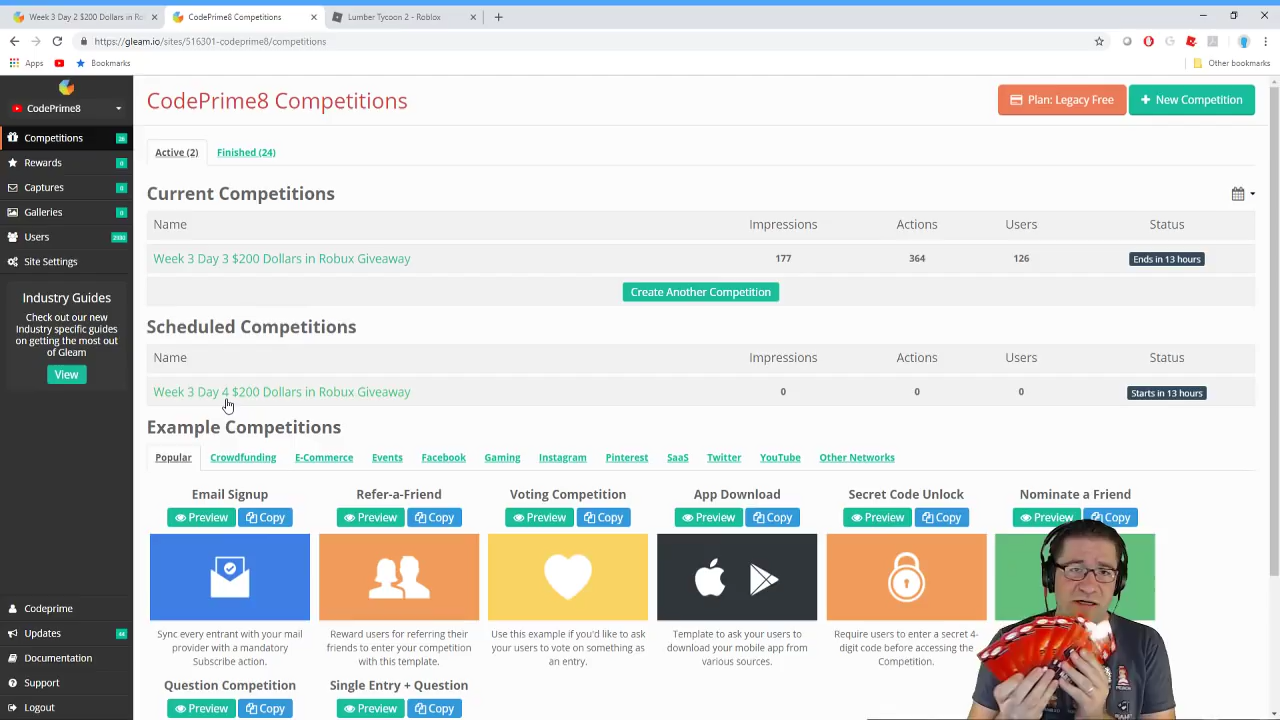 Week 3 Day 2 $200 Dollars in Ro
CodePrime8 Competitions
Lumber Tycoon 2 - Roblox
https://gleam.io/sites/516301-codeprime8/competitions
Apps
Bookmarks
Other bookmarks
CodePrime8
Competitions
Rewards 0
Captures 0
Galleries 0
Users
Site Settings
Industry Guides
Check out our new
Industry specific guides
on getting the most out
of Gleam
View
Codeprime
Updates
Documentation
Support
Logout
CodePrime8 Competitions
Plan: Legacy Free
+ New Competition
Active (2)
Finished (24)
Current Competitions
Name Impressions Actions Users Status
Week 3 Day 3 $200 Dollars in Robux Giveaway 177 364 126 Ends in 13 hours
Create Another Competition
Scheduled Competitions
Name Impressions Actions Users Status
Week 3 Day 4 $200 Dollars in Robux Giveaway 0 0 0 Starts in 13 hours
Example Competitions
Popular Crowdfunding E-Commerce Events Facebook Gaming Instagram Pinterest SaaS Twitter YouTube Other Networks
Email Signup Refer-a-Friend Voting Competition App Download Secret Code Unlock Nominate a Friend
Preview Copy Preview Copy Preview Copy Preview Copy Preview Copy Preview Copy
Sync every entrant with your mail
provider with a mandatory
Subscribe action.
Reward users for referring their
friends to enter your competition
with this template.
Use this example if you'd like to ask
your users to vote on something as
an entry.
Template to ask your users to
download your mobile app from
various sources.
Require users to enter a secret 4-
digit code before accessing the
Competition.
Question Competition Single Entry + Question
Preview Copy Preview Copy